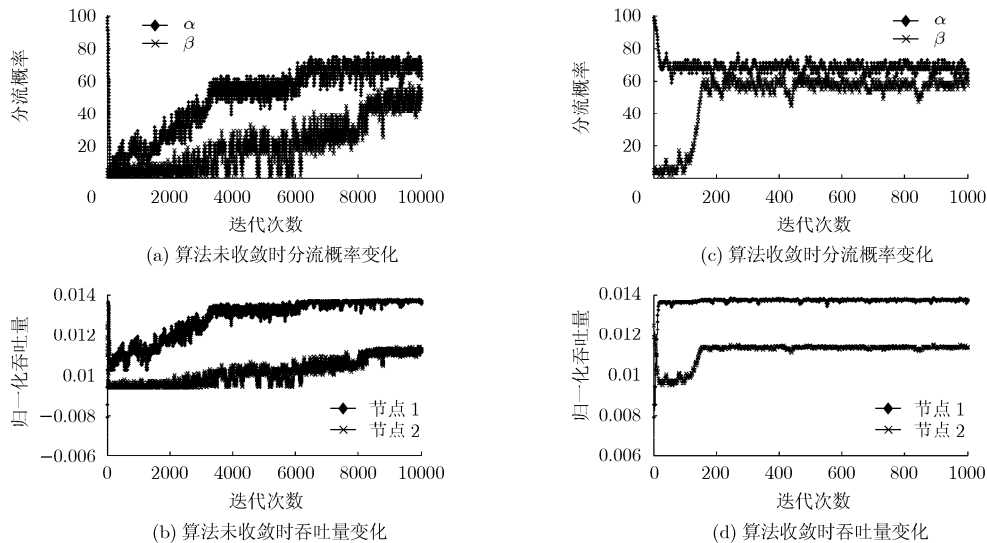 100
80
60
40
20
0
分流概率
α
β
2000 4000 6000 8000 10000
迭代次数
(a) 算法未收敛时分流概率变化
100
80
60
40
20
0
分流概率
α
β
200 400 600 800 1000
迭代次数
(c) 算法收敛时分流概率变化
0.014
0.012
0.01
−0.008
−0.006
归一化吞吐量
节点 1
节点 2
0 2000 4000 6000 8000 10000
迭代次数
(b) 算法未收敛时吞吐量变化
0.014
0.012
0.01
0.008
0.006
归一化吞吐量
节点 1
节点 2
0 200 400 600 800 1000
迭代次数
(d) 算法收敛时吞吐量变化